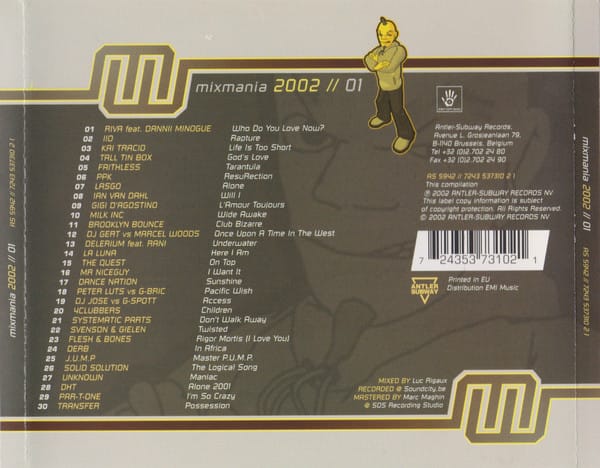 mixmania 2002 // 01
01 RIVA feat. DANNII MINOGUE Who Do You Love Now?
02 IIO Rapture
03 KAI TRACID Life Is Too Short
04 TALL TIN BOX God's Love
05 FAITHLESS Tarantula
06 PPK ResuRection
07 LASGO Alone
08 IAN VAN DAHL Will I
09 GIGI D'AGOSTINO L'Amour Toujours
10 MILK INC Wide Awake
11 BROOKLYN BOUNCE Club Bizarre
12 DJ GERT vs MARCEL WOODS Once Upon A Time In The West
13 DELERIUM feat. RANI Underwater
14 LA LUNA Here I Am
15 THE QUEST On Top
16 MR NICEGUY I Want It
17 DANCE NATION Sunshine
18 PETER LUTS vs G-BRIC Pacific Wish
19 DJ JOSE vs G-SPOTT Access
20 4CLUBBERS Children
21 SYSTEMATIC PARTS Don't Walk Away
22 SVENSON & GIELEN Twisted
23 FLESH & BONES Rigor Mortis (I Love You)
24 DERB In Africa
25 J.U.M.P Master P.U.M.P.
26 SOLID SOLUTION The Logical Song
27 UNKNOWN Maniac
28 DHT Alone 2001
29 PAR-T-ONE I'm So Crazy
30 TRANSFER Possession
Antler-Subway Records,
Avenue L. Grosjeanlaan 79,
B-1140 Brussels, Belgium
Tel +32 (0)2.702 24 80
Fax +32 (0)2.702 24 90
AS 5942 // 7243 537310 2 1
This compilation
℗ 2002 ANTLER-SUBWAY RECORDS NV
This label copy information is subject
of copyright protection. All Rights Reserved.
© 2002 ANTLER-SUBWAY RECORDS NV
7 24353 73102 1
ANTLER
SUBWAY
Printed in EU
Distribution EMI Music
MIXED BY Luc Rigaux
RECORDED @ Soundcity.be
MASTERED BY Marc Maghin
@ SOS Recording Studio
mixmania 2002 // 01 AS 5942 // 7243 537310 2 1
mixmania 2002 // 01 AS 5942 // 7243 537310 2 1